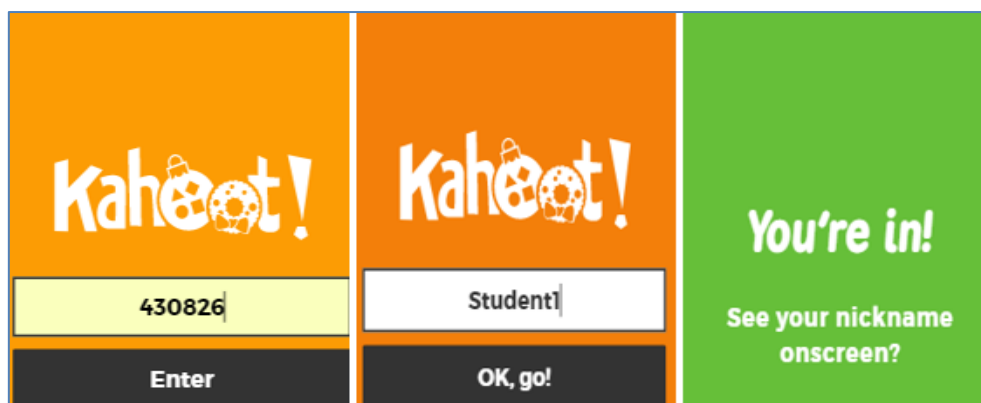 Kahoot!
430826
Enter
Kahoot!
Student1
OK, go!
You're in!
See your nickname
onscreen?